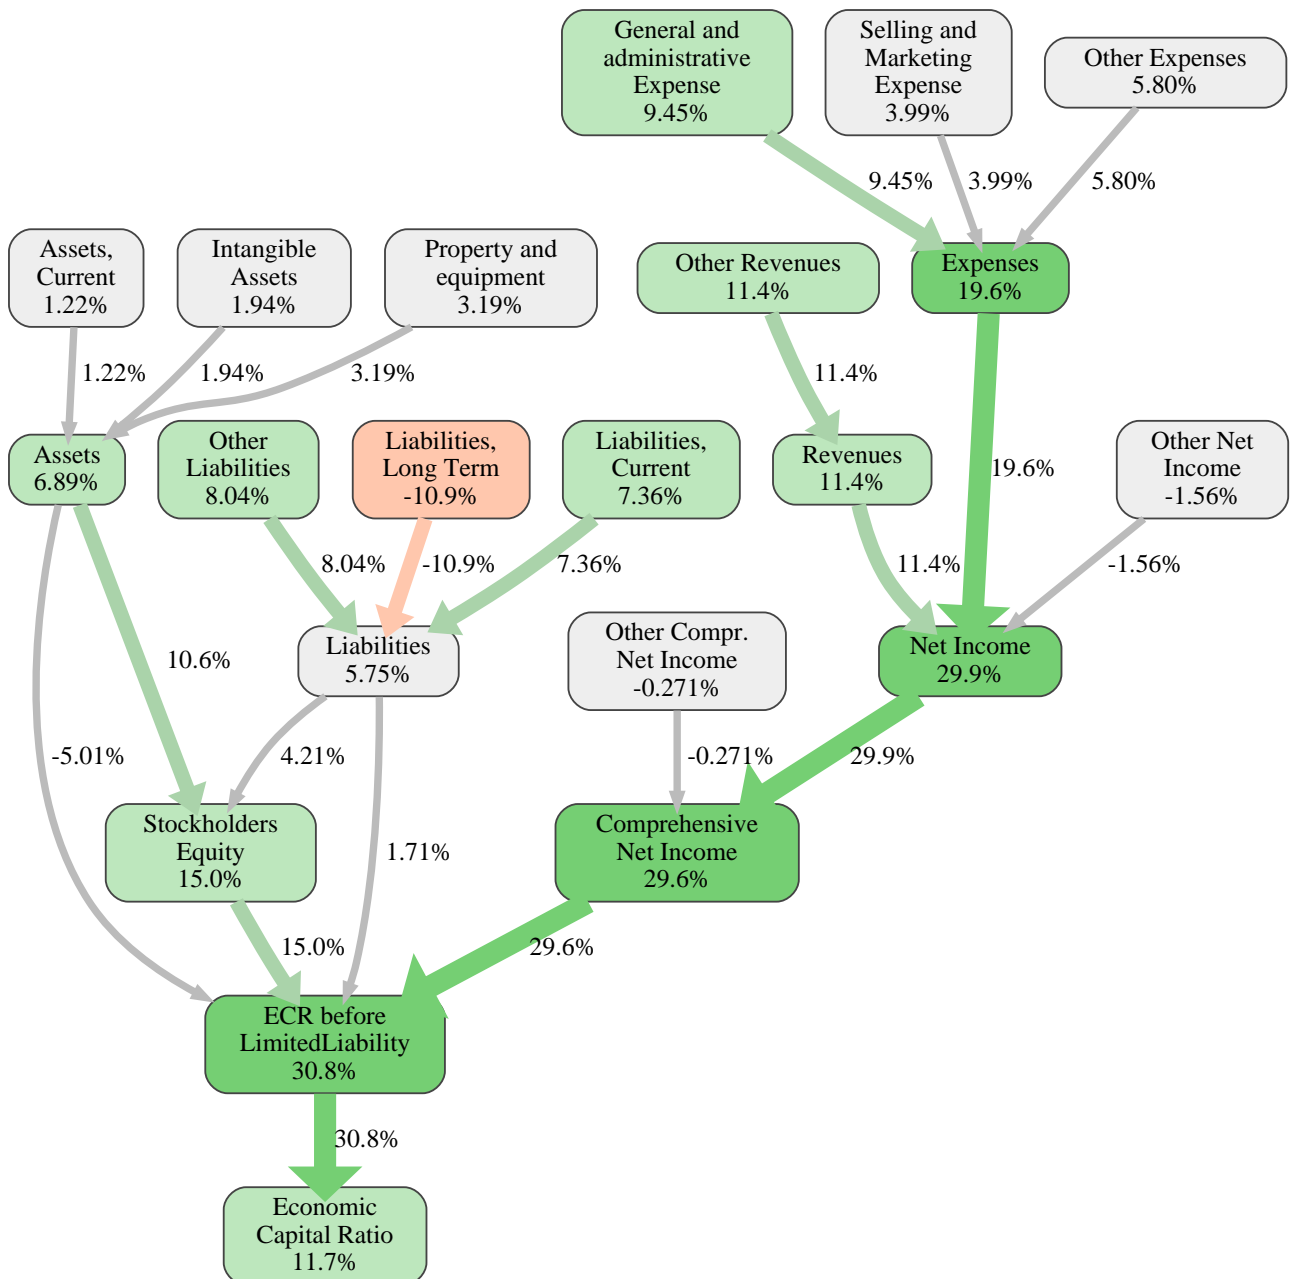 General and
administrative
Expense
9.45%
Selling and
Marketing
Expense
3.99%
Other Expenses
5.80%
9.45%
3.99%
5.80%
Assets,
Current
1.22%
Intangible
Assets
1.94%
Property and
equipment
3.19%
Other Revenues
11.4%
Expenses
19.6%
1.22%
1.94%
3.19%
11.4%
19.6%
Assets
6.89%
Other
Liabilities
8.04%
Liabilities,
Long Term
-10.9%
Liabilities,
Current
7.36%
Revenues
11.4%
Other Net
Income
-1.56%
8.04%
-10.9%
7.36%
11.4%
-1.56%
10.6%
Liabilities
5.75%
Other Compr.
Net Income
-0.271%
Net Income
29.9%
-5.01%
4.21%
-0.271%
29.9%
Stockholders
Equity
15.0%
1.71%
Comprehensive
Net Income
29.6%
15.0%
29.6%
ECR before
LimitedLiability
30.8%
30.8%
Economic
Capital Ratio
11.7%